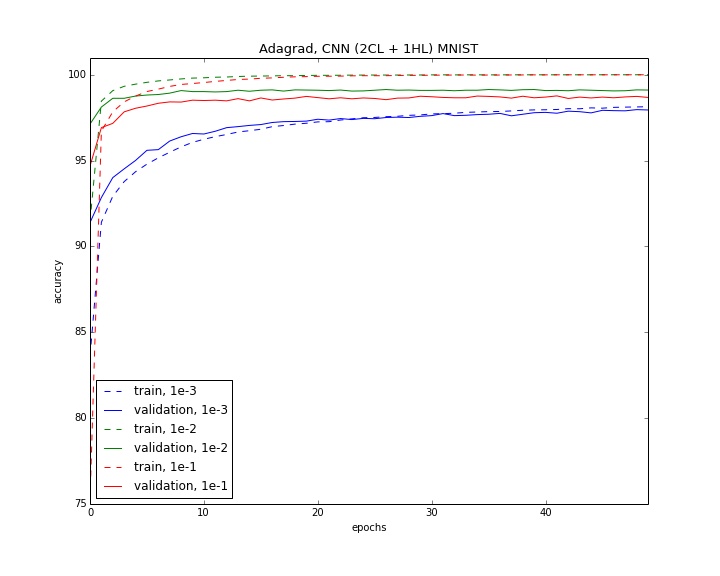 Adagrad, CNN (2CL + 1HL) MNIST
100
95
90
85
80
75
accuracy
train, 1e-3
validation, 1e-3
train, 1e-2
validation, 1e-2
train, 1e-1
validation, 1e-1
0 10 20 30 40
epochs